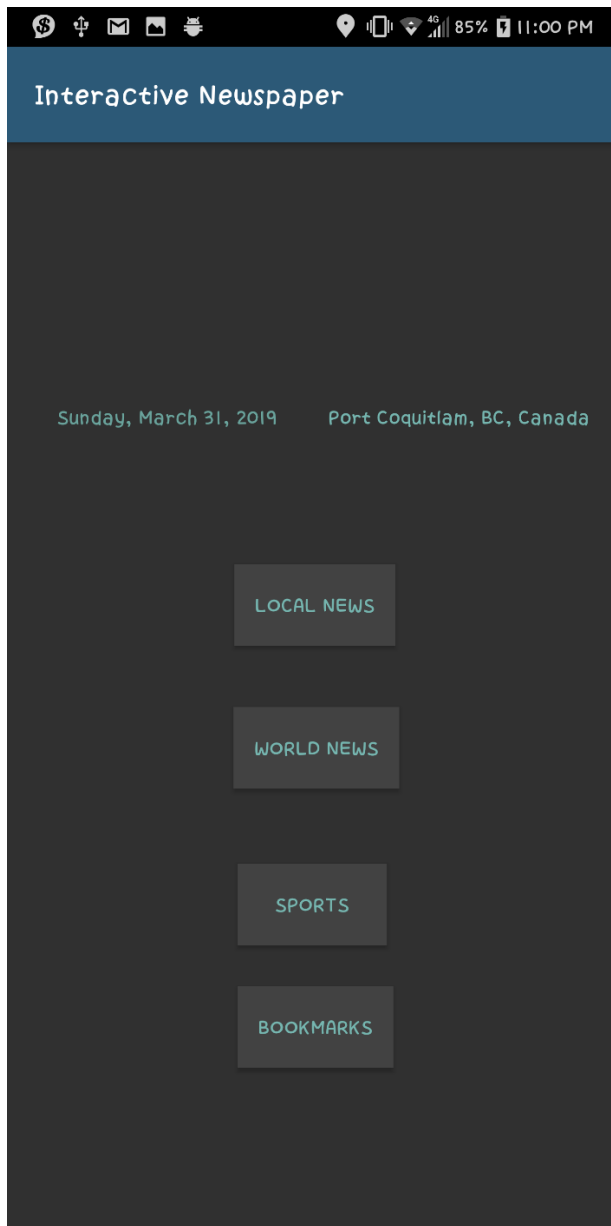 4G 85% 11:00 PM
Interactive Newspaper
Sunday, March 31, 2019 Port Coquitlam, BC, Canada
LOCAL NEWS
WORLD NEWS
SPORTS
BOOKMARKS